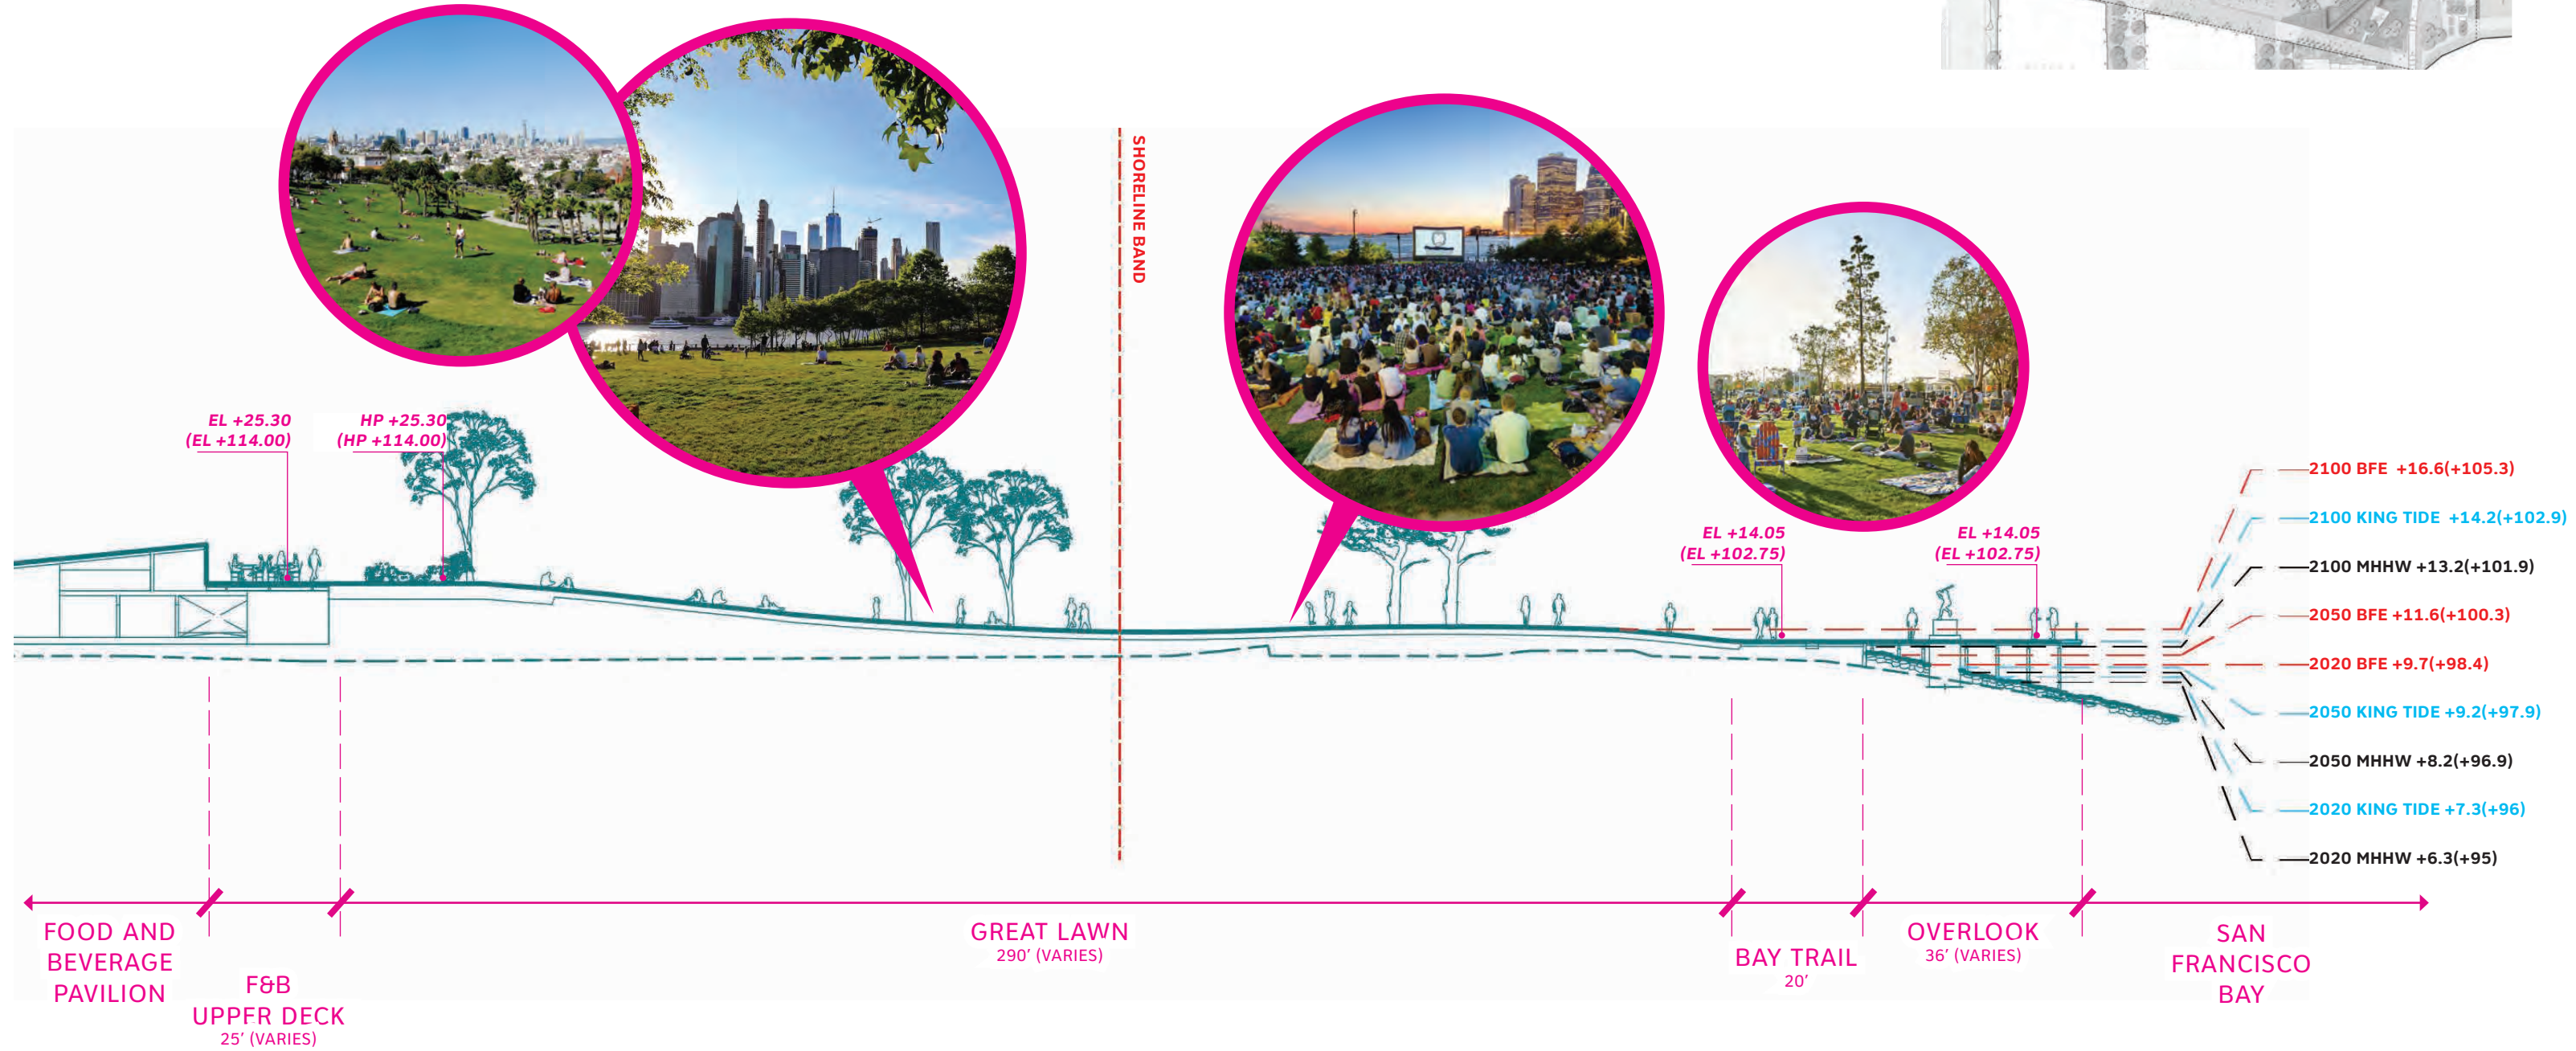 SHORELINE BAND
EL +25.30
(EL +114.00)
HP +25.30
(HP +114.00)
EL +14.05
(EL +102.75)
EL +14.05
(EL +102.75)
2100 BFE +16.6(+105.3)
2100 KING TIDE +14.2(+102.9)
2100 MHHW +13.2(+101.9)
2050 BFE +11.6(+100.3)
2020 BFE +9.7(+98.4)
2050 KING TIDE +9.2(+97.9)
2050 MHHW +8.2(+96.9)
2020 KING TIDE +7.3(+96)
2020 MHHW +6.3(+95)
FOOD AND
BEVERAGE
PAVILION
F&B
UPPER DECK
25' (VARIES)
GREAT LAWN
290' (VARIES)
BAY TRAIL
20'
OVERLOOK
36' (VARIES)
SAN
FRANCISCO
BAY